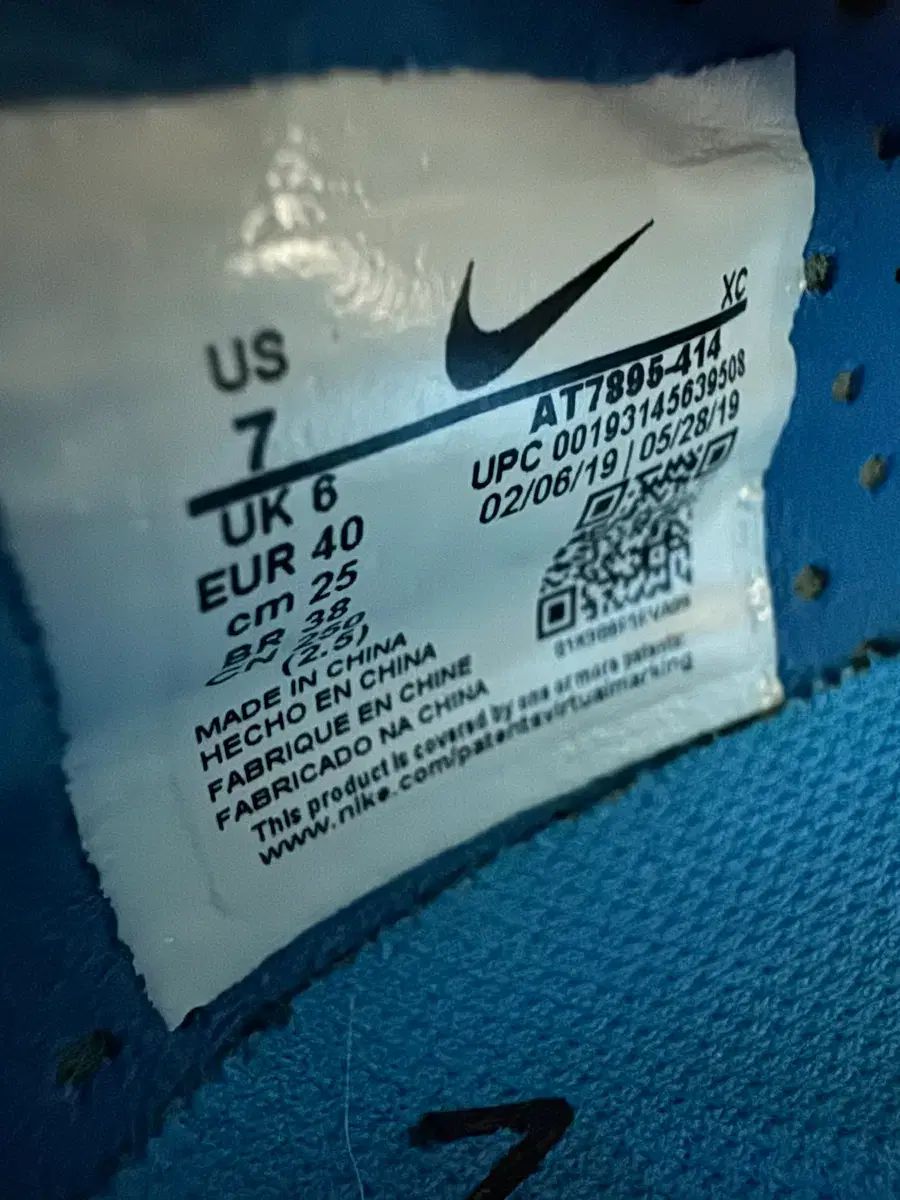 US
7
UK 6
EUR 40
cm 25
BR 38
CN 250
(2.5)
XC
AT7895-414
UPC 00193145639508
02/06/19 | 05/28/19
MADE IN CHINA
HECHO EN CHINA
FABRIQUE EN CHINE
FABRICADO NA CHINA
This product is covered by one or more patents:
www.nike.com/patentsvirtualmarking
7